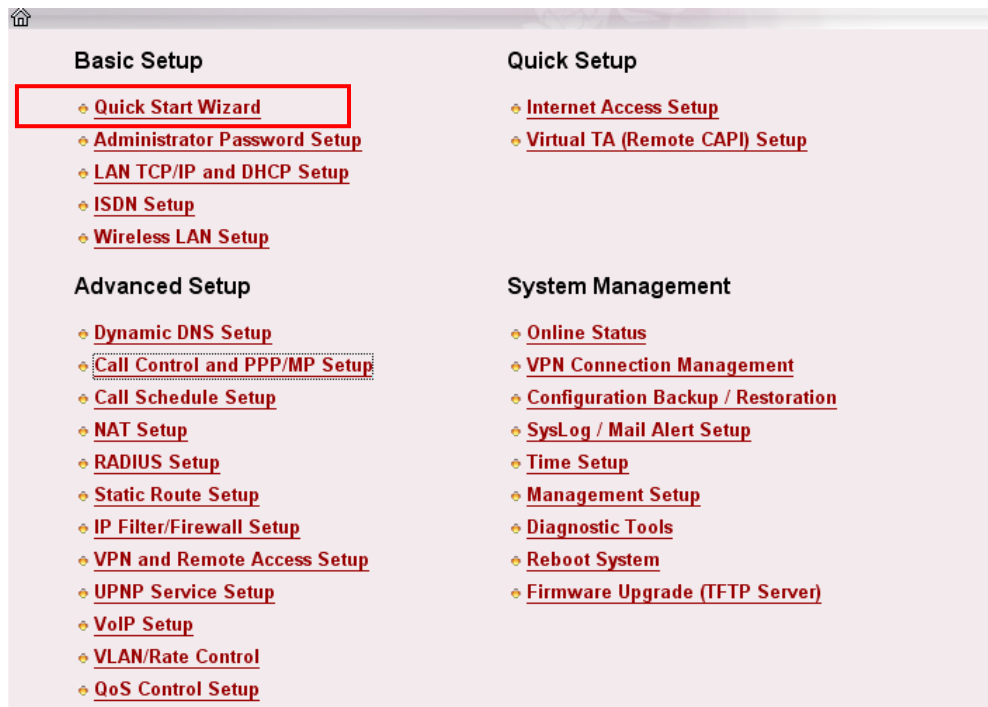 Basic Setup
Quick Start Wizard
Administrator Password Setup
LAN TCP/IP and DHCP Setup
ISDN Setup
Wireless LAN Setup
Quick Setup
Internet Access Setup
Virtual TA (Remote CAPI) Setup
Advanced Setup
Dynamic DNS Setup
Call Control and PPP/MP Setup
Call Schedule Setup
NAT Setup
RADIUS Setup
Static Route Setup
IP Filter/Firewall Setup
VPN and Remote Access Setup
UPNP Service Setup
VoIP Setup
VLAN/Rate Control
QoS Control Setup
System Management
Online Status
VPN Connection Management
Configuration Backup / Restoration
SysLog / Mail Alert Setup
Time Setup
Management Setup
Diagnostic Tools
Reboot System
Firmware Upgrade (TFTP Server)